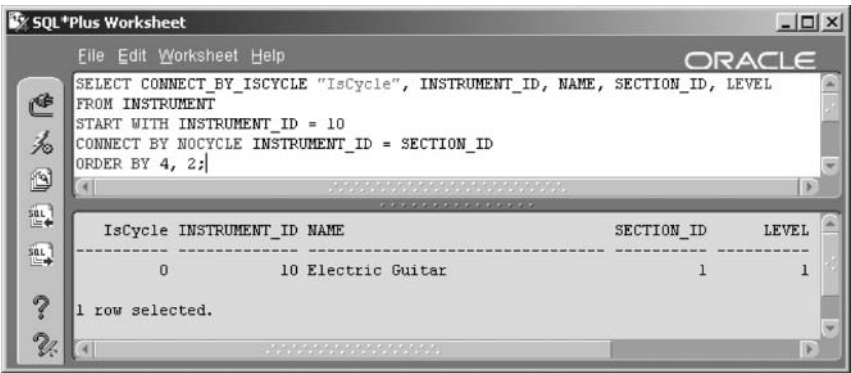 SQL*Plus Worksheet
File Edit Worksheet Help
ORACLE
SELECT CONNECT_BY_ISCYCLE "IsCycle", INSTRUMENT_ID, NAME, SECTION_ID, LEVEL
FROM INSTRUMENT
START WITH INSTRUMENT_ID = 10
CONNECT BY NOCYCLE INSTRUMENT_ID = SECTION_ID
ORDER BY 4, 2;
SQL
SQL
IsCycle INSTRUMENT_ID NAME SECTION_ID LEVEL
---------- ------------- -------------------------------- ---------- ----------
0 10 Electric Guitar 1 1
1 row selected.